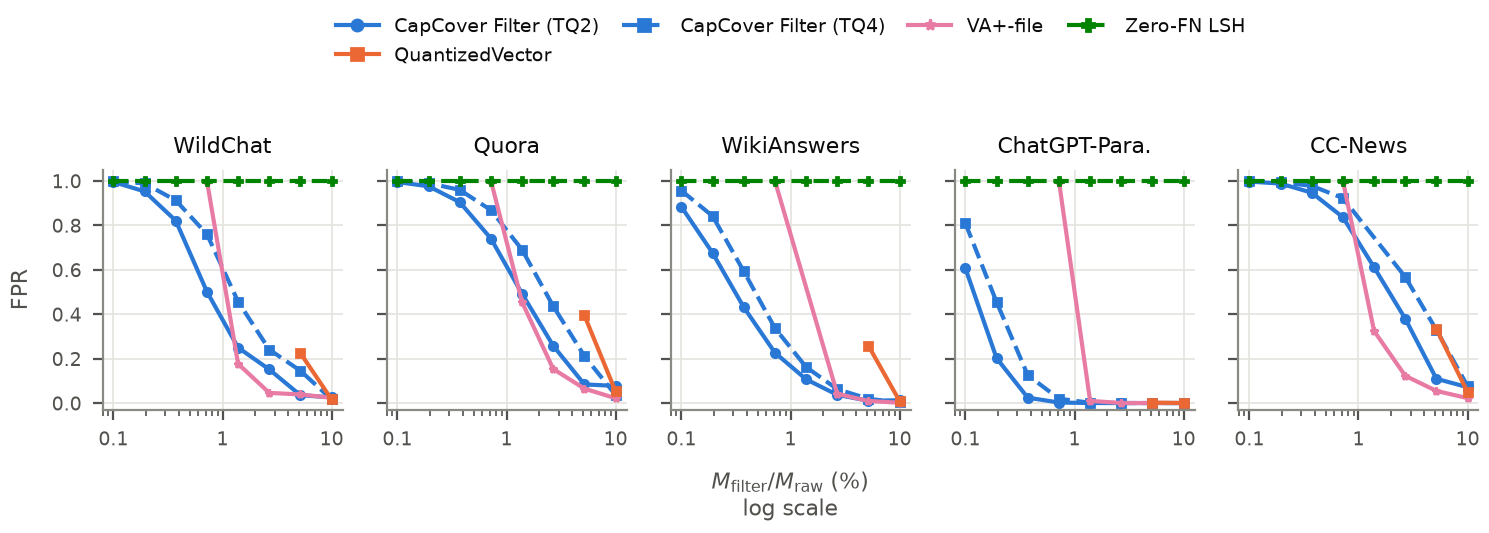 CapCover Filter (TQ2) CapCover Filter (TQ4) VA+-file Zero-FN LSH
QuantizedVector
WildChat Quora WikiAnswers ChatGPT-Para. CC-News
FPR
1.0
0.8
0.6
0.4
0.2
0.0
0.1 1 10 0.1 1 10 0.1 1 10 0.1 1 10 0.1 1 10
M_filter/M_raw (%)
log scale